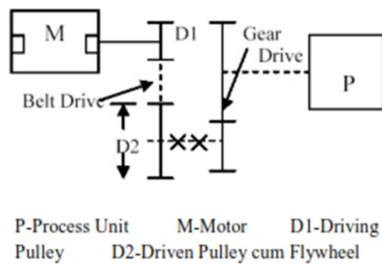 M
D1
Gear
Drive
Belt Drive
P
D2
P-Process Unit M-Motor D1-Driving
Pulley D2-Driven Pulley cum Flywheel